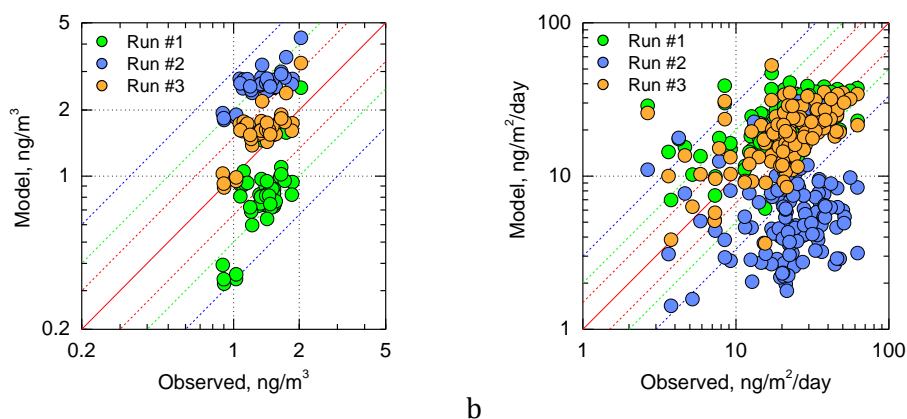 5
2
1
0.2
Model, ng/m³
Run #1
Run #2
Run #3
0.2
1
2
5
Observed, ng/m³
100
10
1
Model, ng/m²/day
Run #1
Run #2
Run #3
1
10
100
Observed, ng/m²/day
b